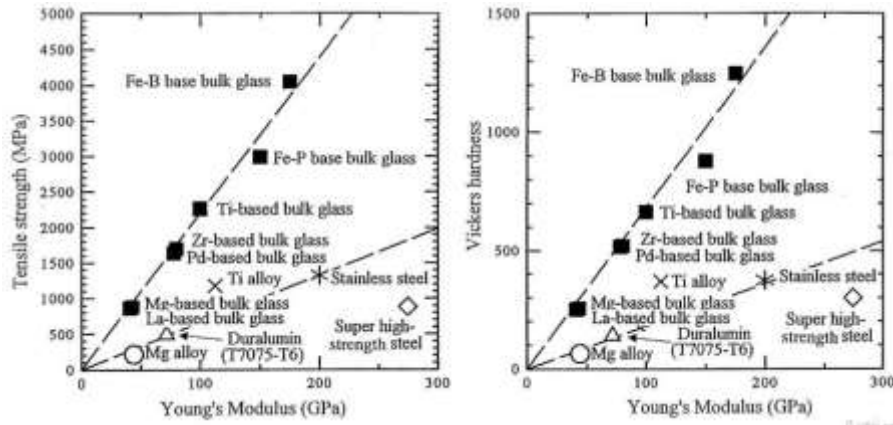 5000
4500
4000
3500
3000
2500
2000
1500
1000
500
0
Tensile strength (MPa)
Fe-B base bulk glass
Fe-P base bulk glass
Ti-based bulk glass
Zr-based bulk glass
Pd-based bulk glass
Ti alloy
Stainless steel
Mg-based bulk glass
La-based bulk glass
Super high-
strength steel
Duralumin
(T7075-T6)
Mg alloy
0 100 200 300
Young's Modulus (GPa)
1500
1000
500
0
Vickers hardness
Fe-B base bulk glass
Fe-P base bulk glass
Ti-based bulk glass
Zr-based bulk glass
Pd-based bulk glass
Ti alloy
Stainless steel
Mg-based bulk glass
La-based bulk glass
Super high-
strength steel
Duralumin
(T7075-T6)
Mg alloy
0 100 200 300
Young's Modulus (GPa)